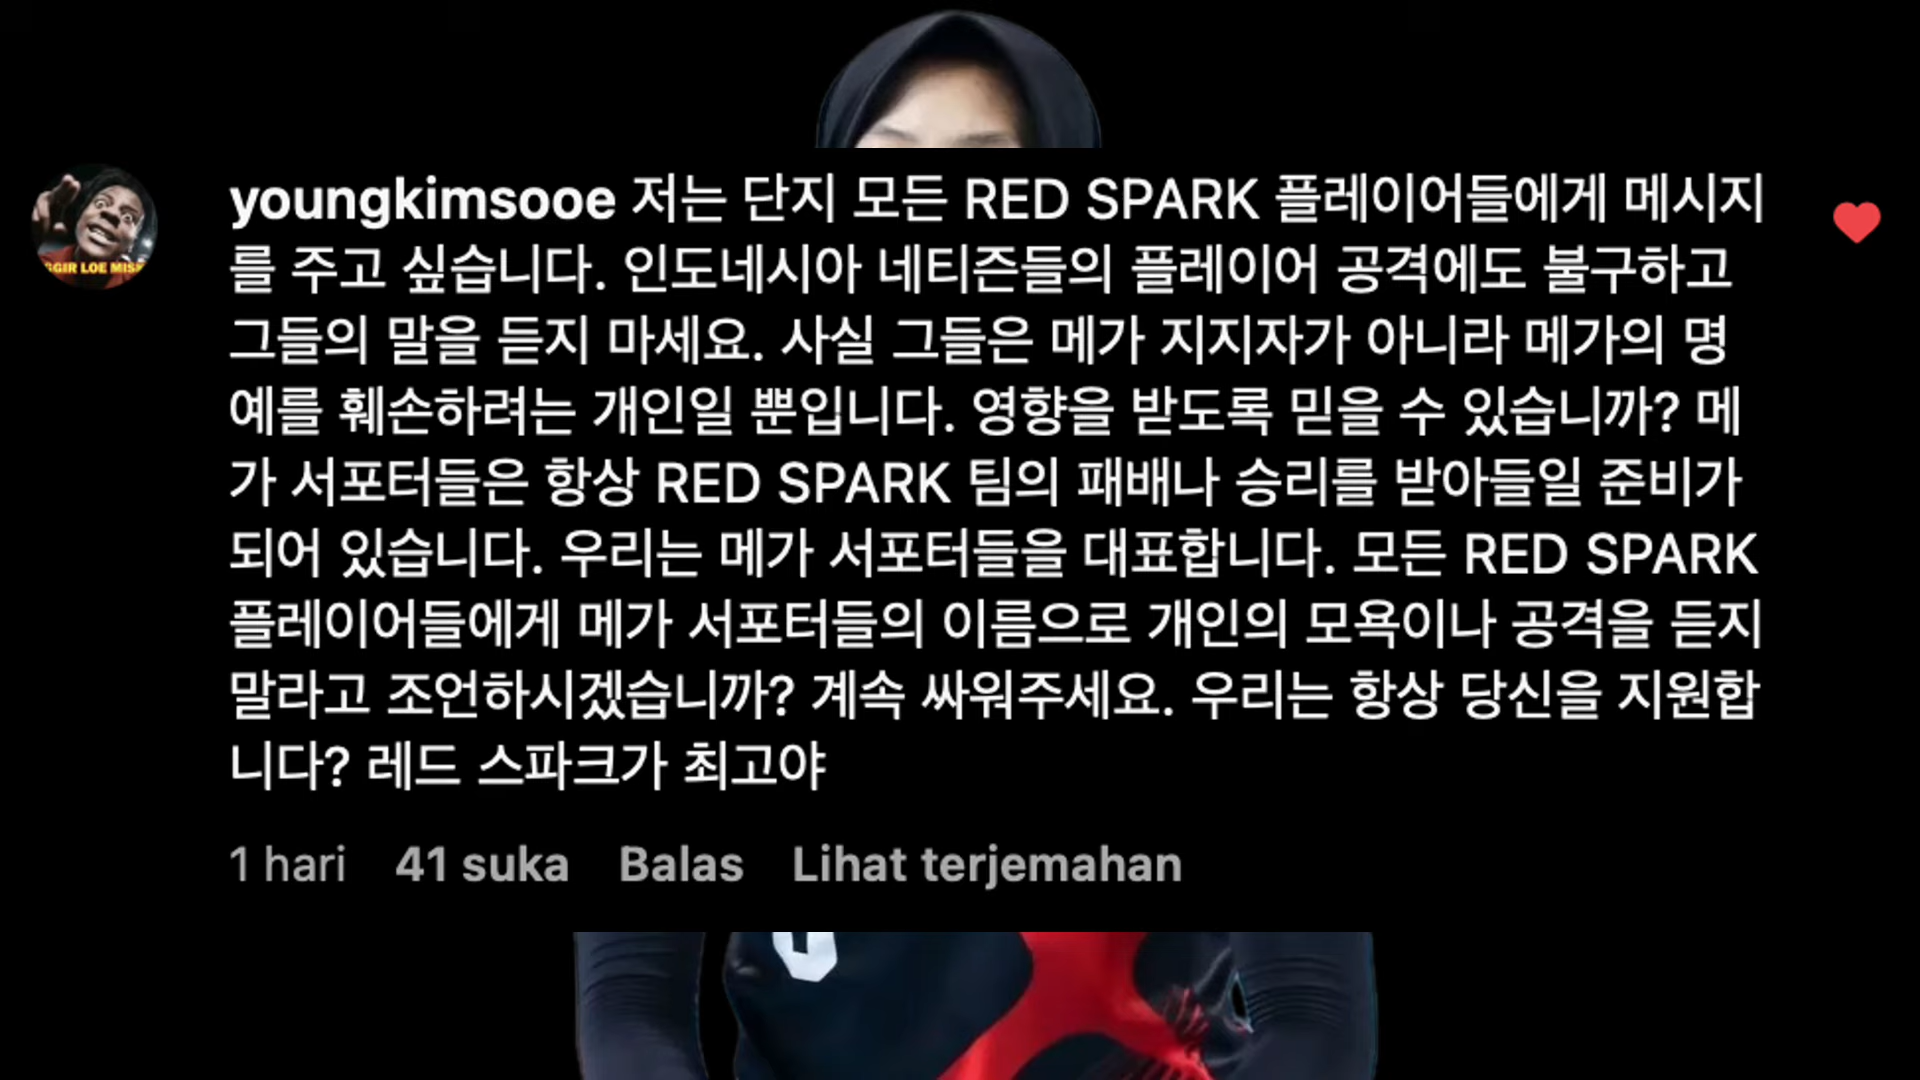 youngkimsooe 저는 단지 모든 RED SPARK 플레이어들에게 메시지
를 주고 싶습니다. 인도네시아 네티즌들의 플레이어 공격에도 불구하고
그들의 말을 듣지 마세요. 사실 그들은 메가 지지자가 아니라 메가의 명
예를 훼손하려는 개인일 뿐입니다. 영향을 받도록 믿을 수 있습니까? 메
가 서포터들은 항상 RED SPARK 팀의 패배나 승리를 받아들일 준비가
되어 있습니다. 우리는 메가 서포터들을 대표합니다. 모든 RED SPARK
플레이어들에게 메가 서포터들의 이름으로 개인의 모욕이나 공격을 듣지
말라고 조언하시겠습니까? 계속 싸워주세요. 우리는 항상 당신을 지원합
니다? 레드 스파크가 최고야
1 hari 41 suka Balas Lihat terjemahan
GGIR LOE MIS